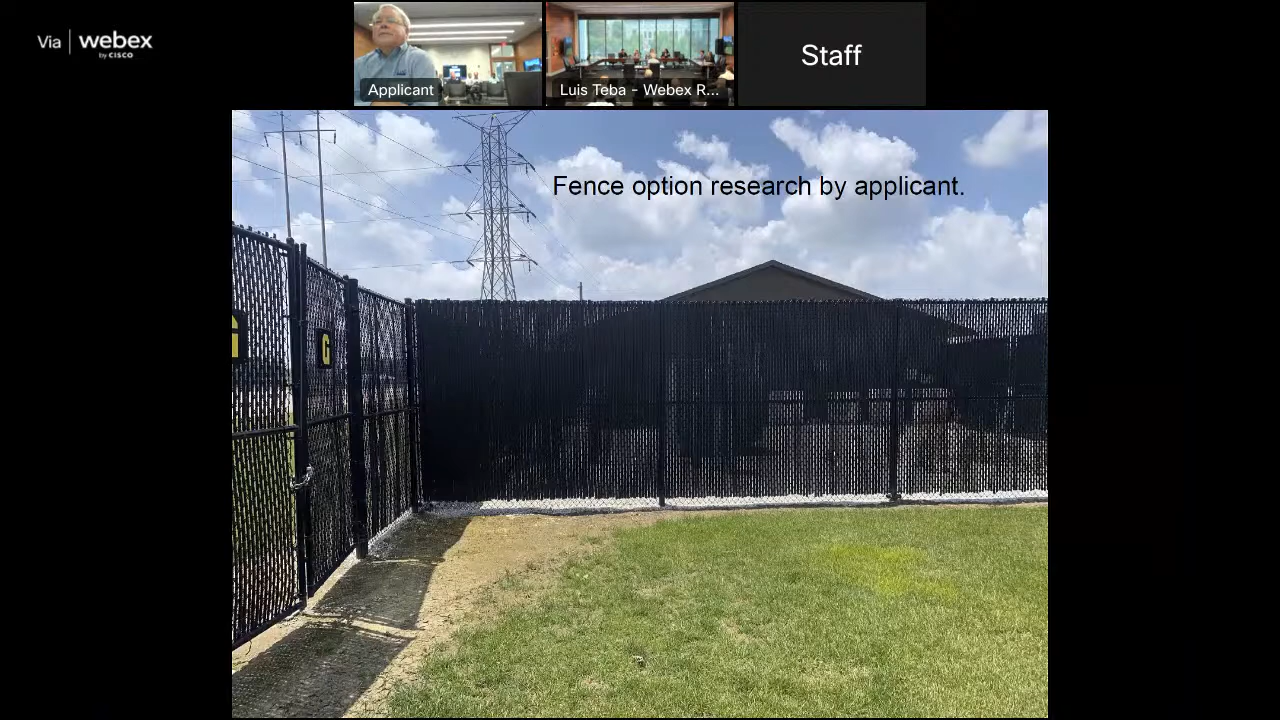 Via webex
by CISCO
Applicant
Luis Teba - Webex R...
Staff
Fence option research by applicant.
G
G